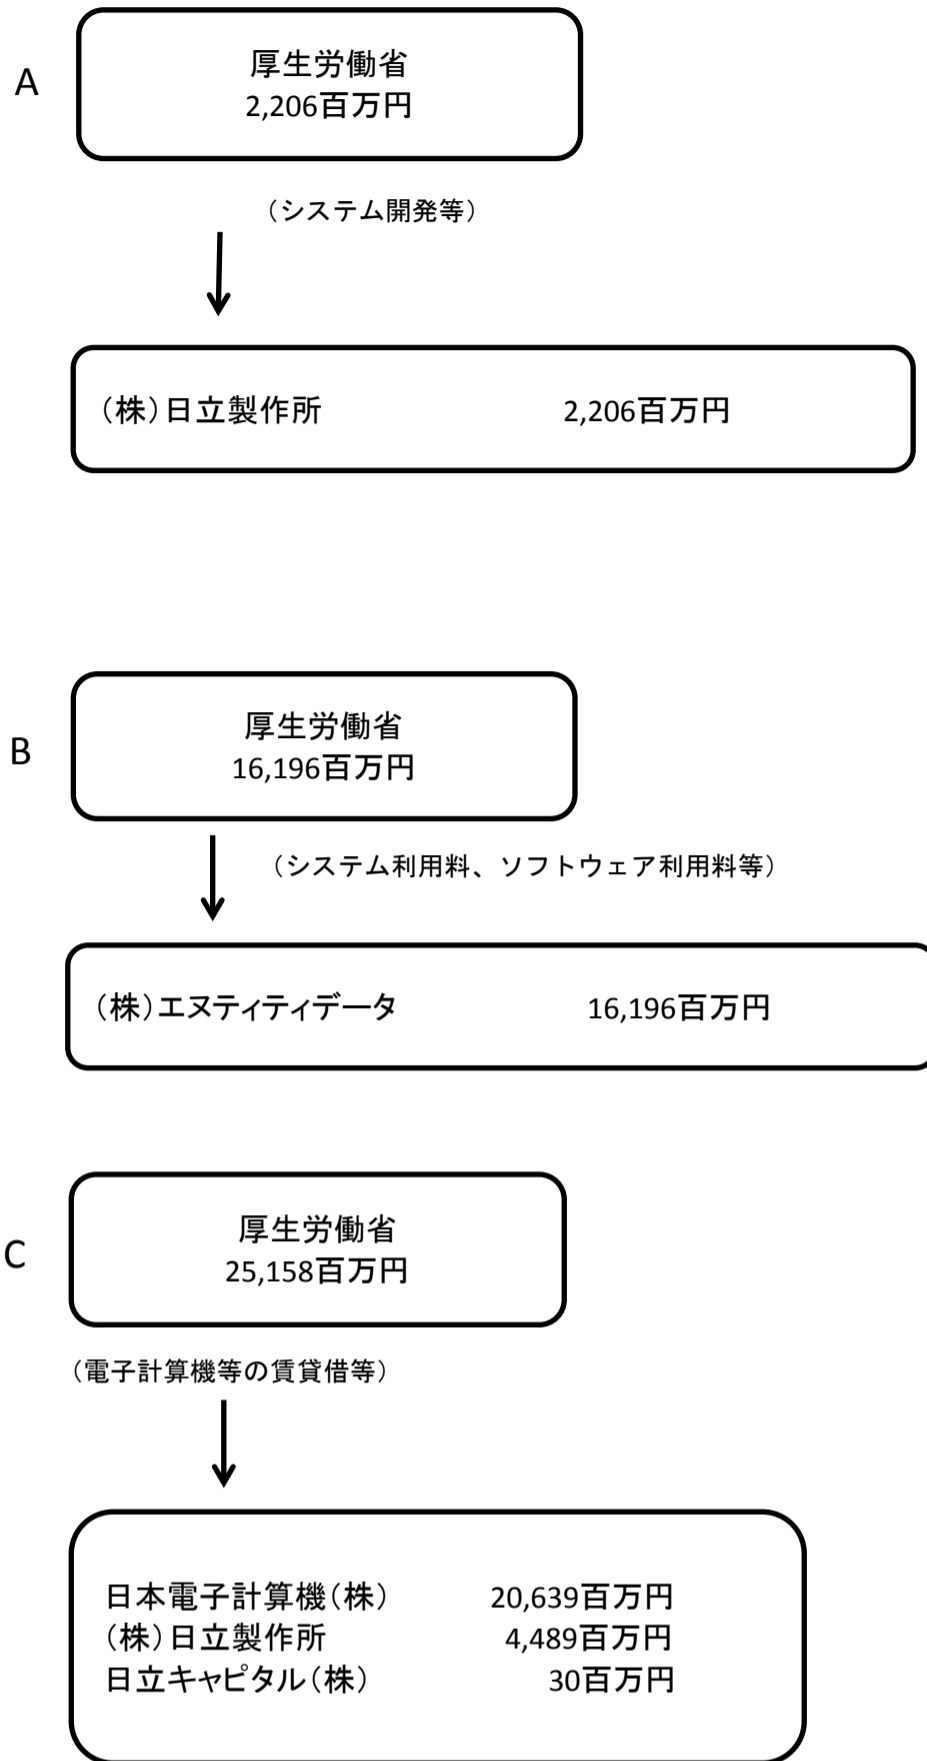 A
厚生労働省
2,206百万円
（システム開発等）
（株）日立製作所 2,206百万円
B
厚生労働省
16,196百万円
（システム利用料、ソフトウェア利用料等）
（株）エヌティティデータ 16,196百万円
C
厚生労働省
25,158百万円
（電子計算機等の賃貸借等）
日本電子計算機（株） 20,639百万円
（株）日立製作所 4,489百万円
日立キャピタル（株） 30百万円